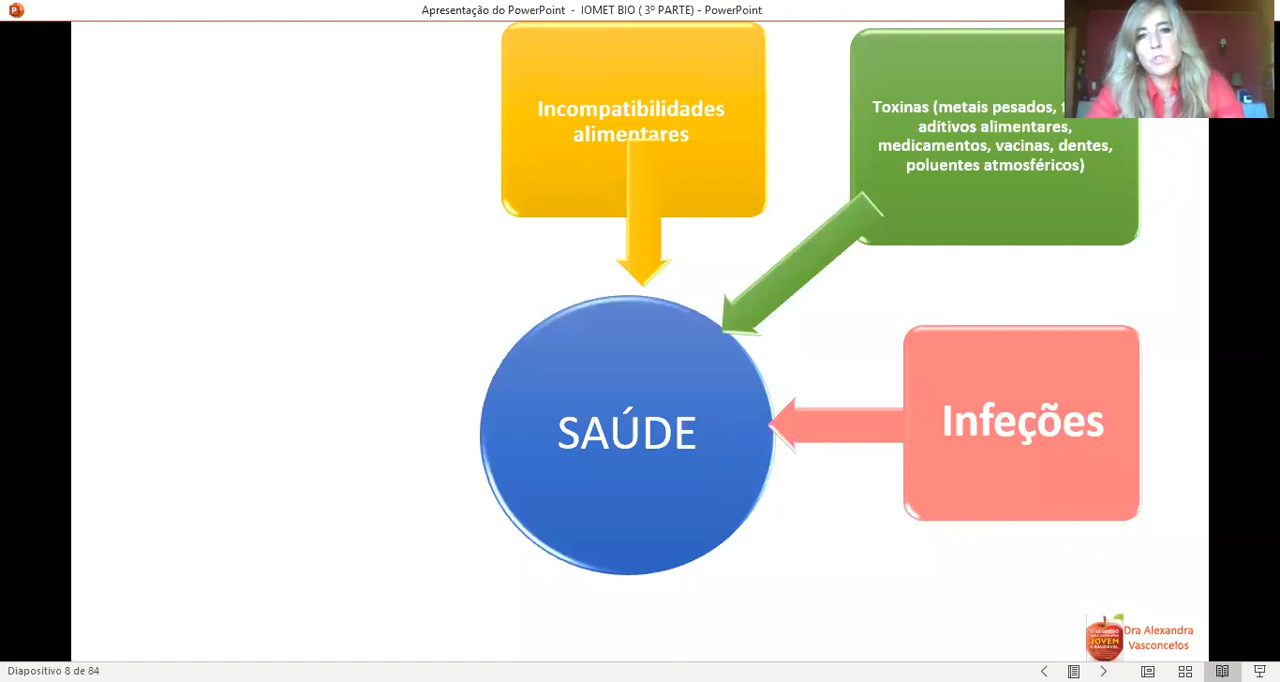 Apresentação do PowerPoint - IOMET BIO ( 3º PARTE) - PowerPoint
Incompatibilidades
alimentares
Toxinas (metais pesados,
aditivos alimentares,
medicamentos, vacinas, dentes,
poluentes atmosféricos)
SAÚDE
Infeções
JOVEM
Dra Alexandra
Vasconcelos
Diapositivo 8 de 84